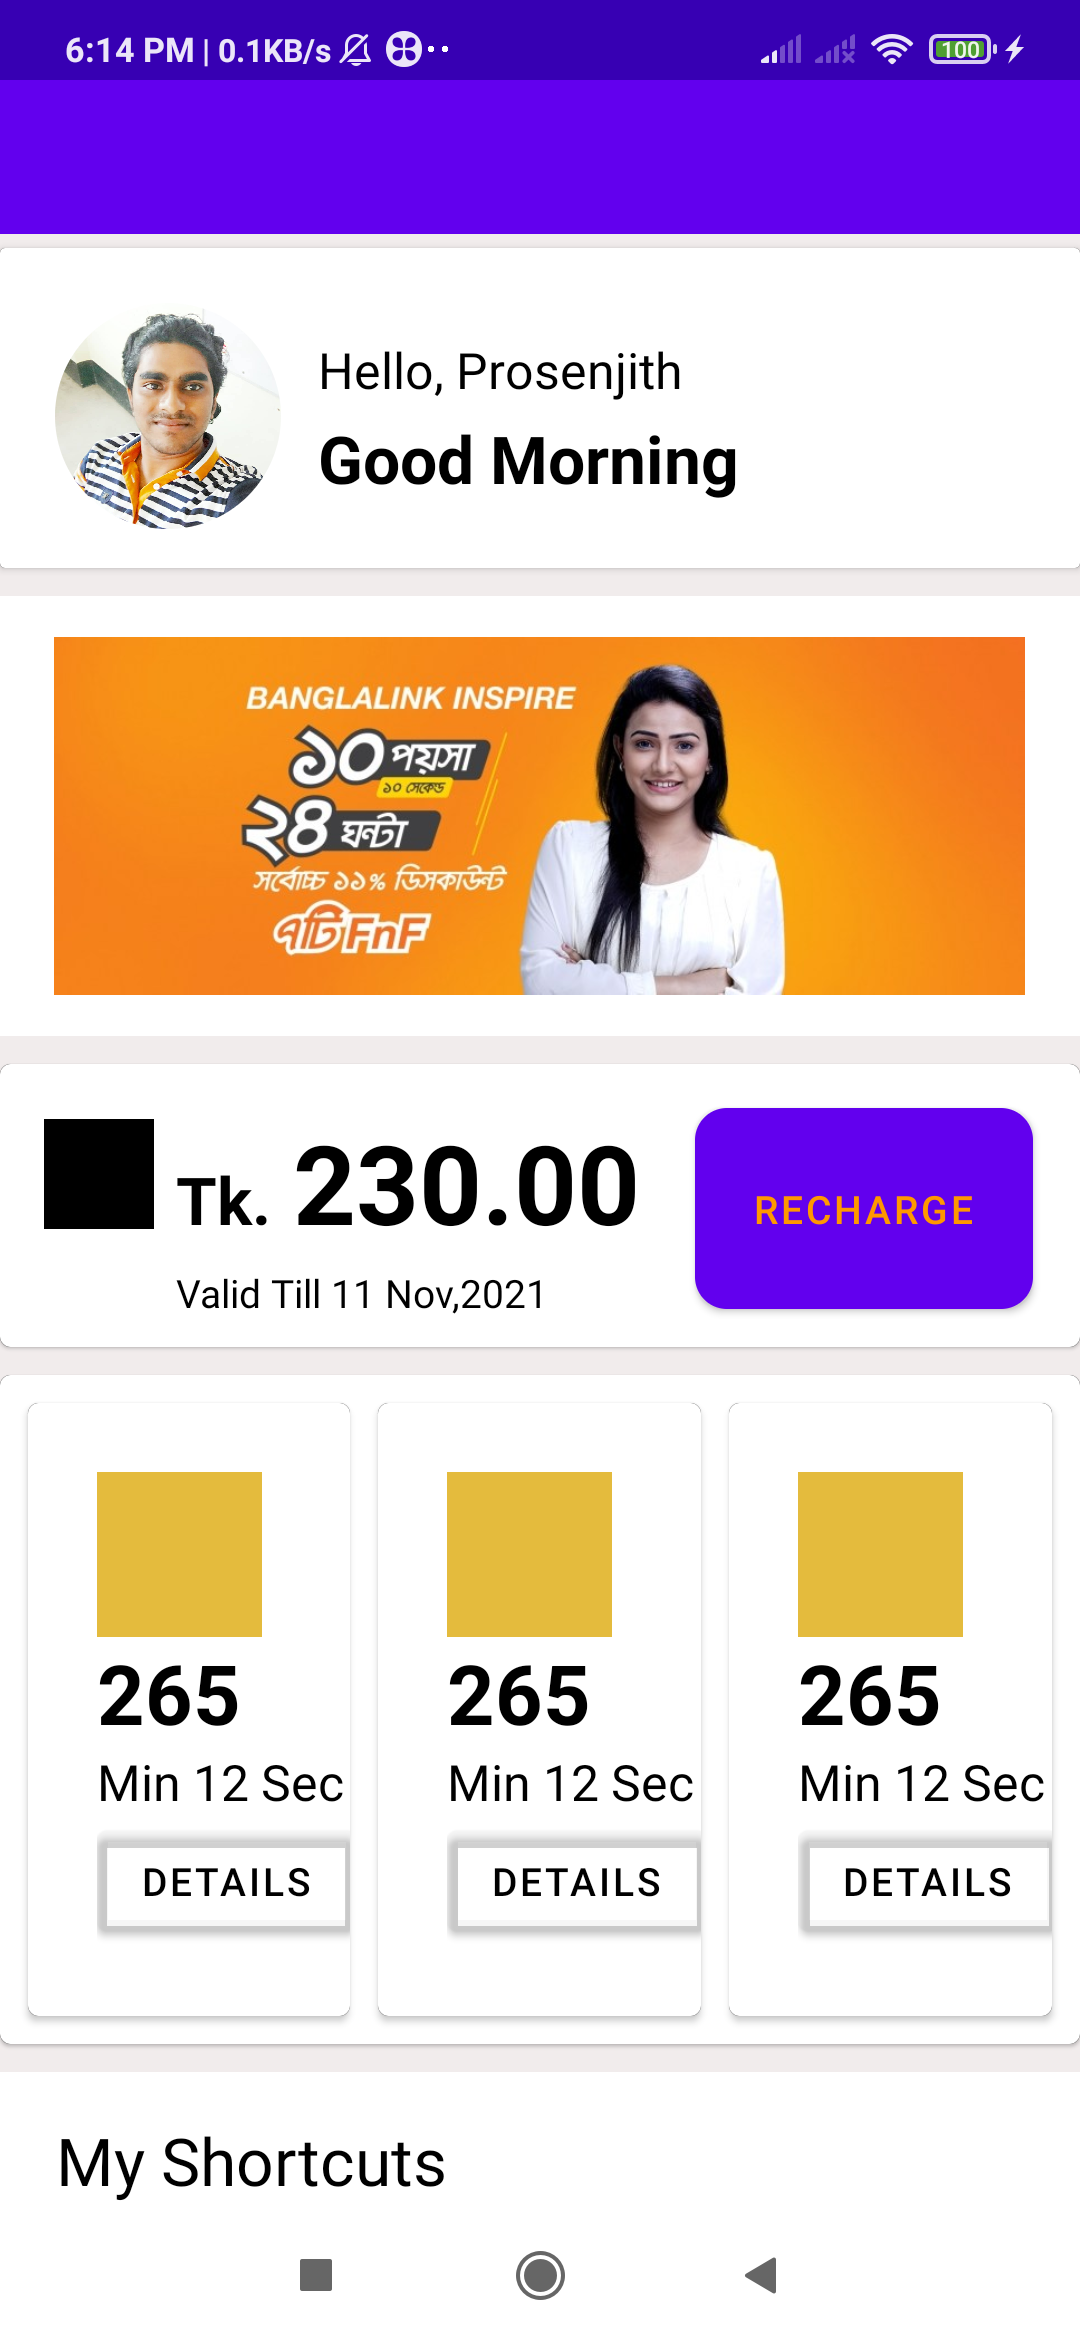 6:14 PM | 0.1KB/s
100
Hello, Prosenjith
Good Morning
BANGLALINK INSPIRE
১০ পয়সা
১০ সেকেন্ড
২৪ ঘন্টা
সর্বোচ্চ ১১% ডিসকাউন্ট
৭টি FnF
Tk. 230.00
RECHARGE
Valid Till 11 Nov,2021
265
Min 12 Sec
DETAILS
265
Min 12 Sec
DETAILS
265
Min 12 Sec
DETAILS
My Shortcuts